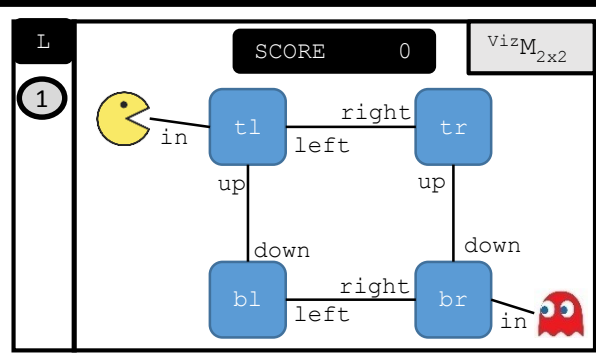 L
SCORE 0
VizM2x2
1
in
tl
right
left
tr
up
up
down
down
bl
right
left
br
in